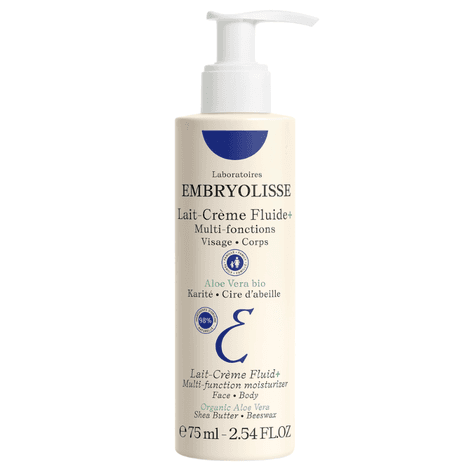 Laboratoires
EMBRYOLISSE
Lait-Crème Fluide+
Multi-fonctions
Visage • Corps
Aloe Vera bio
Karité • Cire d'abeille
98%
Lait-Crème Fluid+
Multi-function moisturizer
Face • Body
Organic Aloe Vera
Shea Butter • Beeswax
e 75 ml - 2.54 FL.OZ